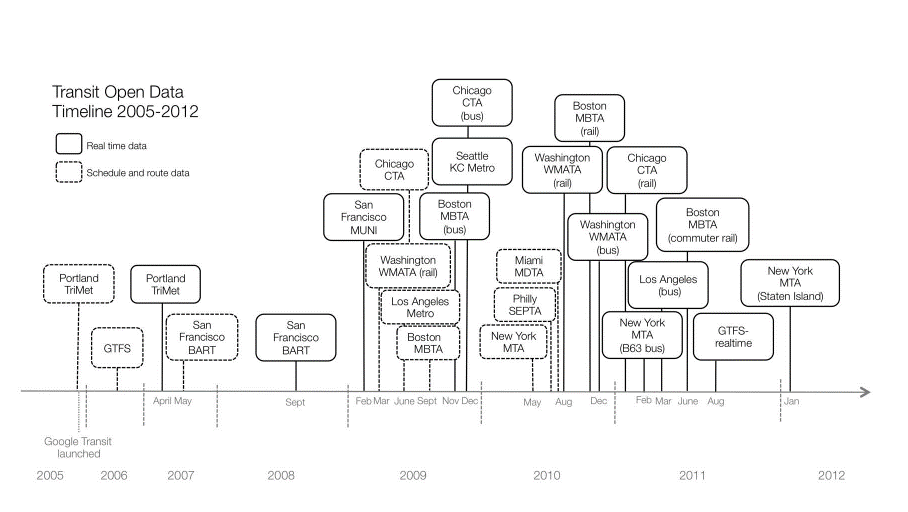 Transit Open Data
Timeline 2005-2012
Real time data
Schedule and route data
Chicago
CTA
(bus)
Boston
MBTA
(rail)
Chicago
CTA
Seattle
KC Metro
Washington
WMATA
(rail)
Chicago
CTA
(rail)
San
Francisco
MUNI
Boston
MBTA
(bus)
Washington
WMATA
(bus)
Boston
MBTA
(commuter rail)
Portland
TriMet
Portland
TriMet
Washington
WMATA (rail)
Miami
MDTA
Los Angeles
(bus)
New York
MTA
(Staten Island)
GTFS
San
Francisco
BART
San
Francisco
BART
Los Angeles
Metro
Boston
MBTA
Philly
SEPTA
New York
MTA
New York
MTA
(B63 bus)
GTFS-
realtime
April May Sept Feb Mar June Sept Nov Dec May Aug Dec Feb Mar June Aug Jan
Google Transit
launched
2005 2006 2007 2008 2009 2010 2011 2012